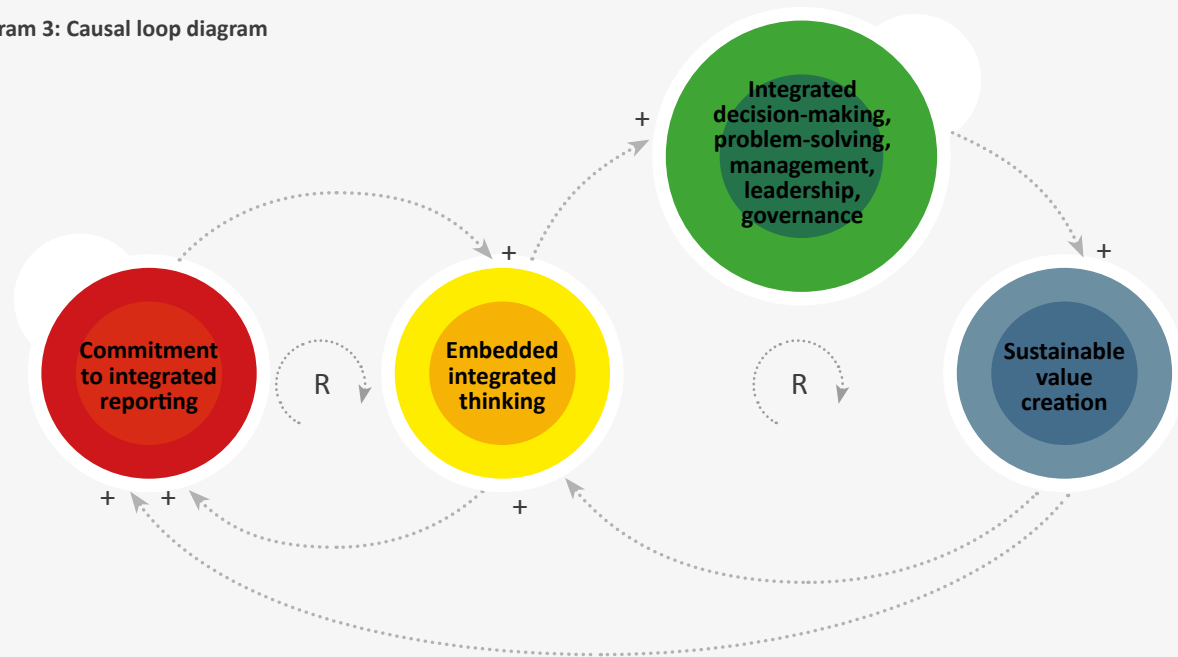 ram 3: Causal loop diagram
Integrated
decision-making,
problem-solving,
management,
leadership,
governance
+
+
+
+
Commitment
to integrated
reporting
R
Embedded
integrated
thinking
R
Sustainable
value
creation
+ +
+